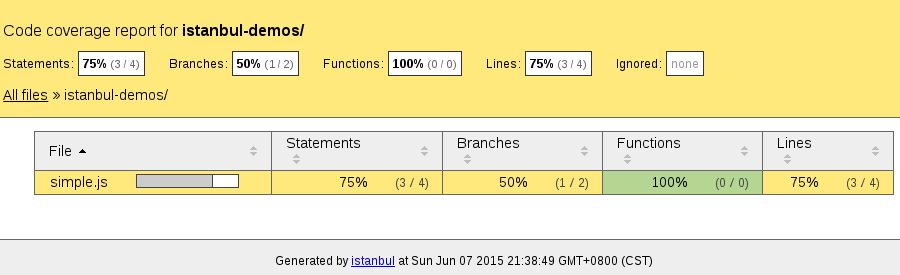 Code coverage report for istanbul-demos/
Statements: 75% (3 / 4) Branches: 50% (1 / 2) Functions: 100% (0 / 0) Lines: 75% (3 / 4) Ignored: none
All files » istanbul-demos/
File Statements Branches Functions Lines
simple.js 75% (3 / 4) 50% (1 / 2) 100% (0 / 0) 75% (3 / 4)
Generated by istanbul at Sun Jun 07 2015 21:38:49 GMT+0800 (CST)